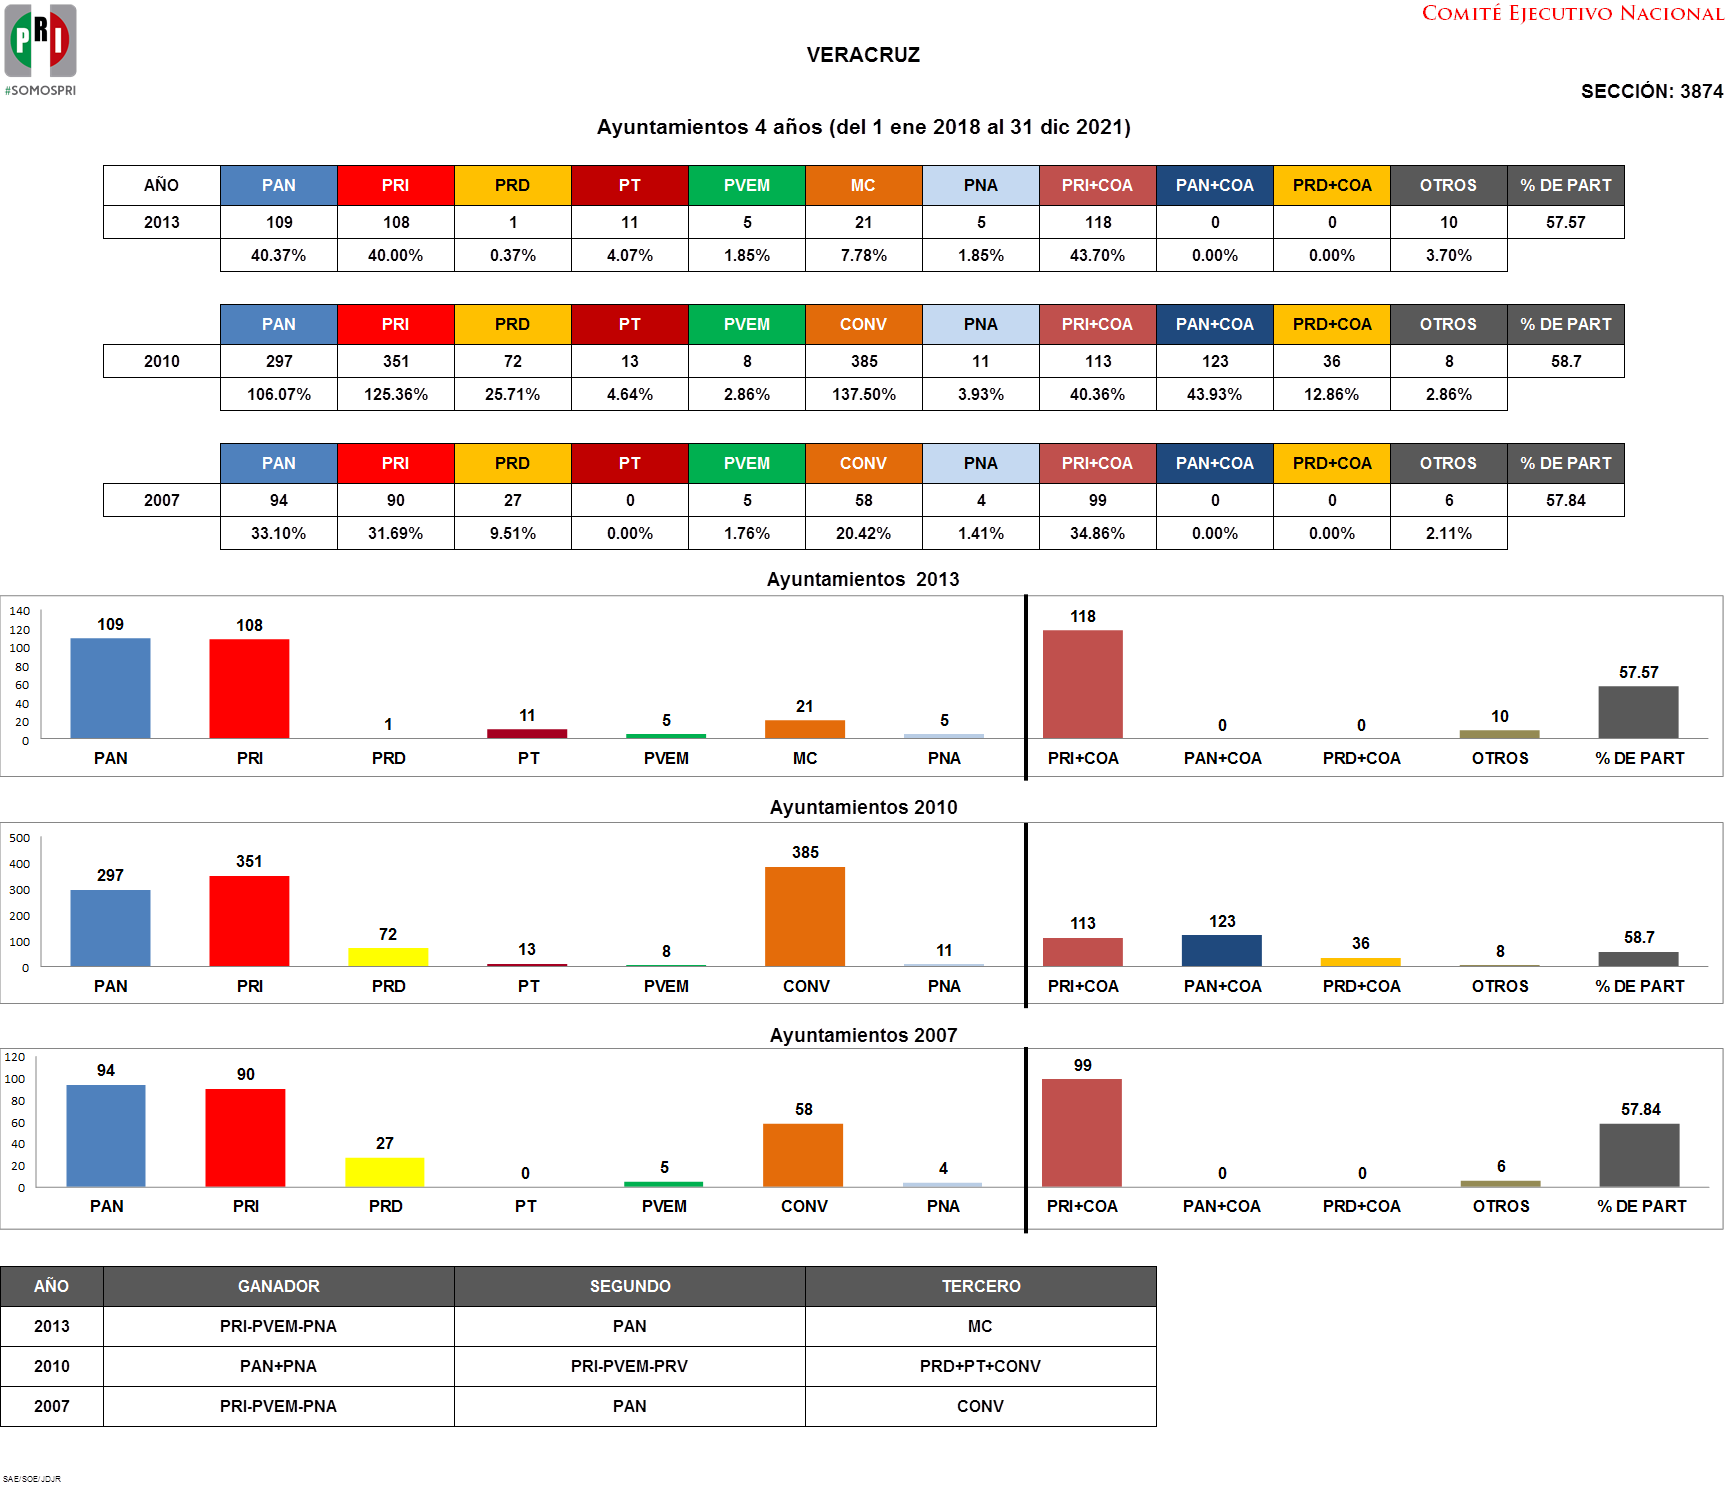 PRI
#SOMOSPRI
COMITÉ EJECUTIVO NACIONAL
VERACRUZ
SECCIÓN: 3874
Ayuntamientos 4 años (del 1 ene 2018 al 31 dic 2021)
AÑO PAN PRI PRD PT PVEM MC PNA PRI+COA PAN+COA PRD+COA OTROS % DE PART
2013 109 108 1 11 5 21 5 118 0 0 10 57.57
40.37% 40.00% 0.37% 4.07% 1.85% 7.78% 1.85% 43.70% 0.00% 0.00% 3.70%
PAN PRI PRD PT PVEM CONV PNA PRI+COA PAN+COA PRD+COA OTROS % DE PART
2010 297 351 72 13 8 385 11 113 123 36 8 58.7
106.07% 125.36% 25.71% 4.64% 2.86% 137.50% 3.93% 40.36% 43.93% 12.86% 2.86%
PAN PRI PRD PT PVEM CONV PNA PRI+COA PAN+COA PRD+COA OTROS % DE PART
2007 94 90 27 0 5 58 4 99 0 0 6 57.84
33.10% 31.69% 9.51% 0.00% 1.76% 20.42% 1.41% 34.86% 0.00% 0.00% 2.11%
Ayuntamientos 2013
140
120
100
80
60
40
20
0
109 108 1 11 5 21 5 118 0 0 10 57.57
PAN PRI PRD PT PVEM MC PNA PRI+COA PAN+COA PRD+COA OTROS % DE PART
Ayuntamientos 2010
500
400
300
200
100
0
297 351 72 13 8 385 11 113 123 36 8 58.7
PAN PRI PRD PT PVEM CONV PNA PRI+COA PAN+COA PRD+COA OTROS % DE PART
Ayuntamientos 2007
120
100
80
60
40
20
0
94 90 27 0 5 58 4 99 0 0 6 57.84
PAN PRI PRD PT PVEM CONV PNA PRI+COA PAN+COA PRD+COA OTROS % DE PART
AÑO GANADOR SEGUNDO TERCERO
2013 PRI-PVEM-PNA PAN MC
2010 PAN+PNA PRI-PVEM-PRV PRD+PT+CONV
2007 PRI-PVEM-PNA PAN CONV
SAE/SOE/JDJR